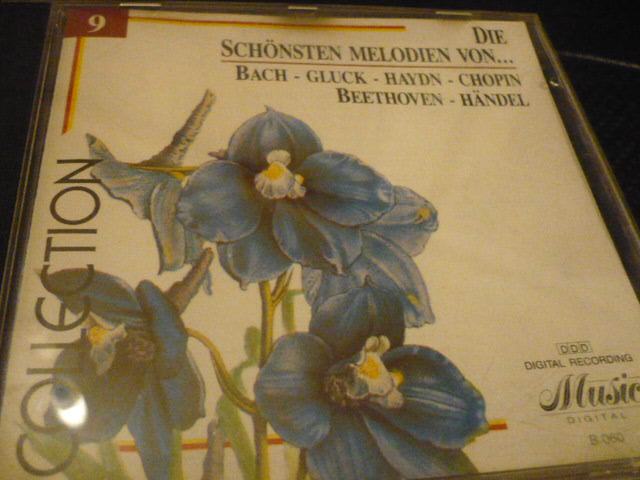 9
DIE
SCHÖNSTEN MELODIEN VON...
BACH - GLUCK - HAYDN - CHOPIN
BEETHOVEN - HÄNDEL
COLLECTION
DDD
DIGITAL RECORDING
Music
DIGITAL
B-060